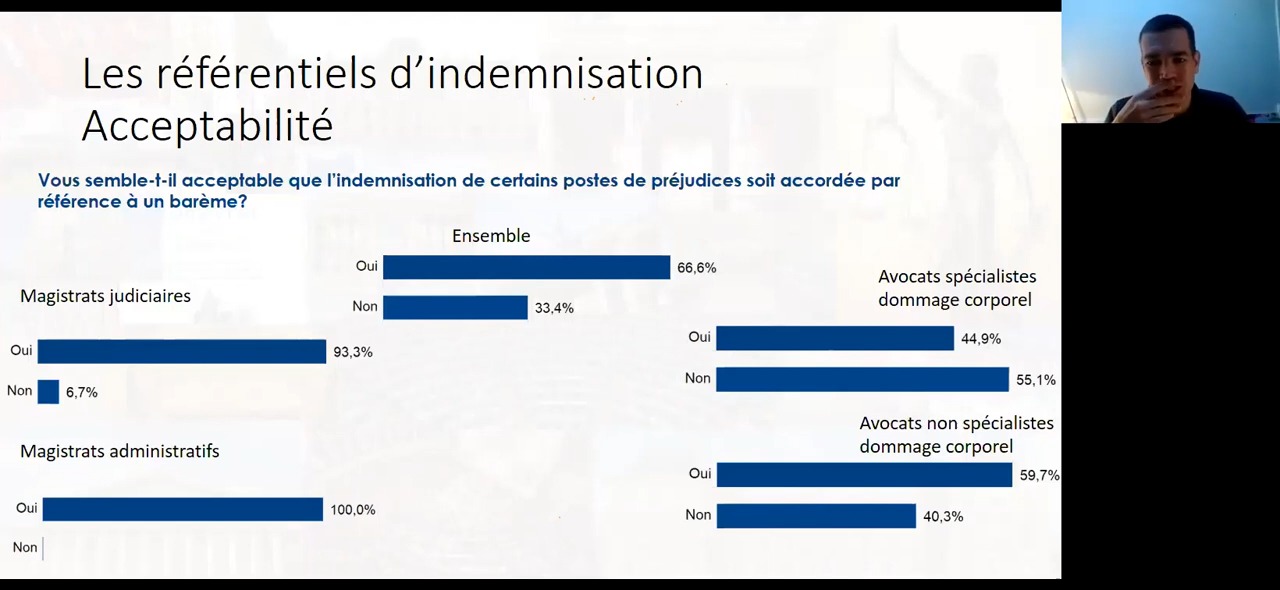 Les référentiels d’indemnisation
Acceptabilité
Vous semble-t-il acceptable que l’indemnisation de certains postes de préjudices soit accordée par
référence à un barème?
Ensemble
Oui 66,6%
Non 33,4%
Magistrats judiciaires
Oui 93,3%
Non 6,7%
Magistrats administratifs
Oui 100,0%
Non
Avocats spécialistes
dommage corporel
Oui 44,9%
Non 55,1%
Avocats non spécialistes
dommage corporel
Oui 59,7%
Non 40,3%